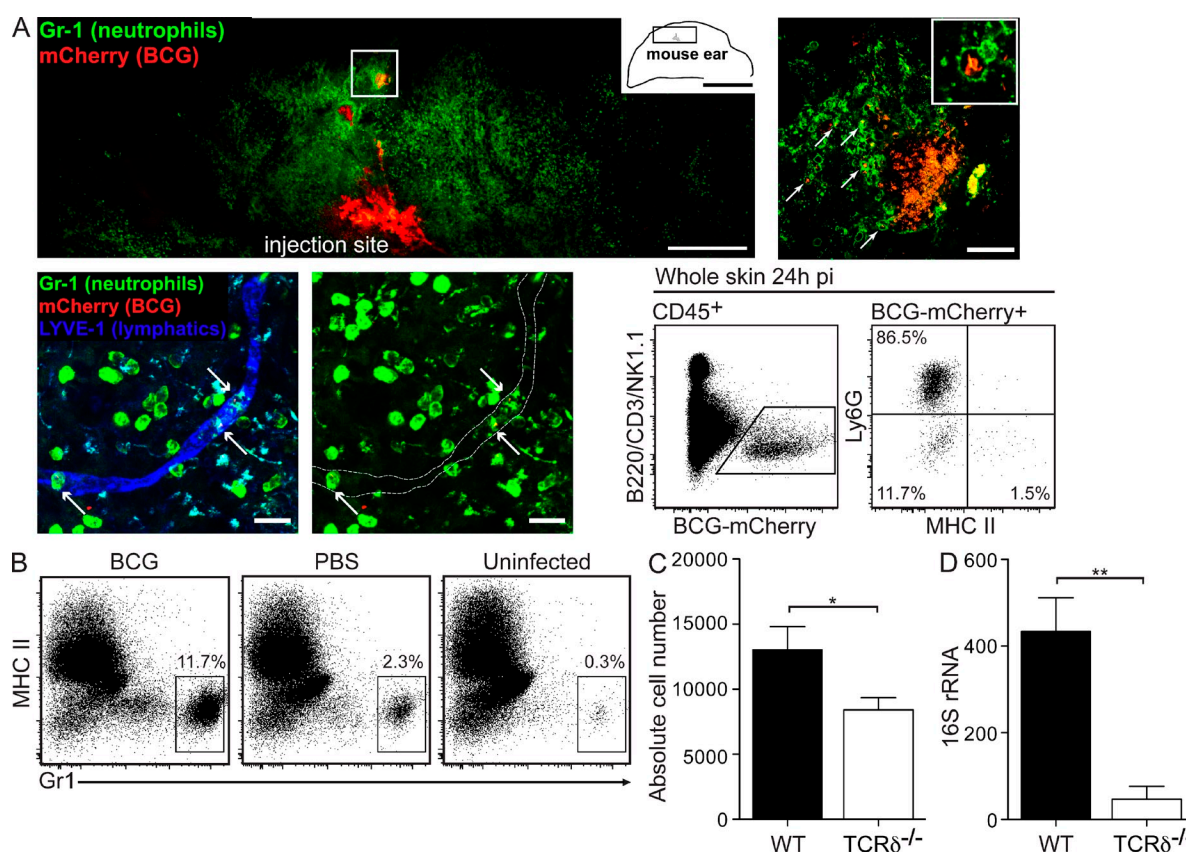 A
Gr-1 (neutrophils)
mCherry (BCG)
mouse ear
injection site
Gr-1 (neutrophils)
mCherry (BCG)
LYVE-1 (lymphatics)
Whole skin 24h pi
CD45+
BCG-mCherry+
B220/CD3/NK1.1
BCG-mCherry
86.5%
Ly6G
11.7%
1.5%
MHC II
B
BCG
PBS
Uninfected
MHC II
11.7%
2.3%
0.3%
Gr1
C
Absolute cell number
20000
15000
10000
5000
0
*
WT
TCRδ-/-
D
16S rRNA
600
400
200
0
**
WT
TCRδ-/-